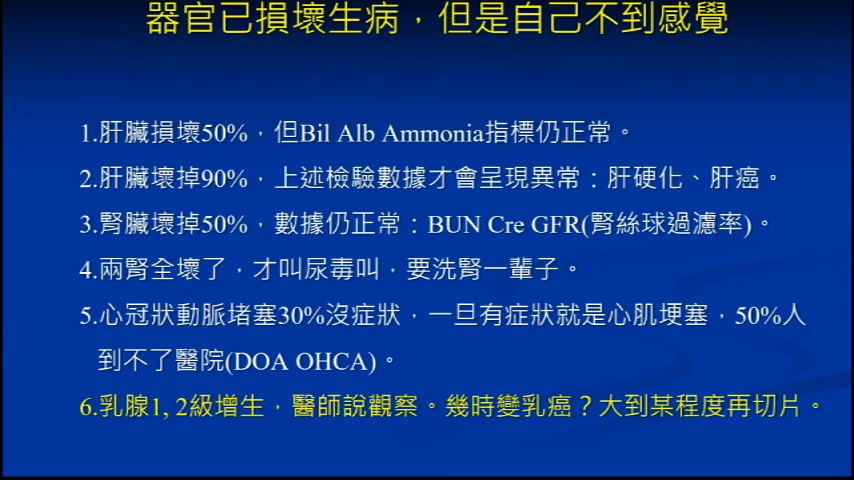 器官已損壞生病，但是自己不到感覺
1.肝臟損壞50%，但Bil Alb Ammonia指標仍正常。
2.肝臟壞掉90%，上述檢驗數據才會呈現異常：肝硬化、肝癌。
3.腎臟壞掉50%，數據仍正常：BUN Cre GFR(腎絲球過濾率)。
4.兩腎全壞了，才叫尿毒叫，要洗腎一輩子。
5.心冠狀動脈堵塞30%沒症狀，一旦有症狀就是心肌埂塞，50%人
到不了醫院(DOA OHCA)。
6.乳腺1, 2級增生，醫師說觀察。幾時變乳癌？大到某程度再切片。